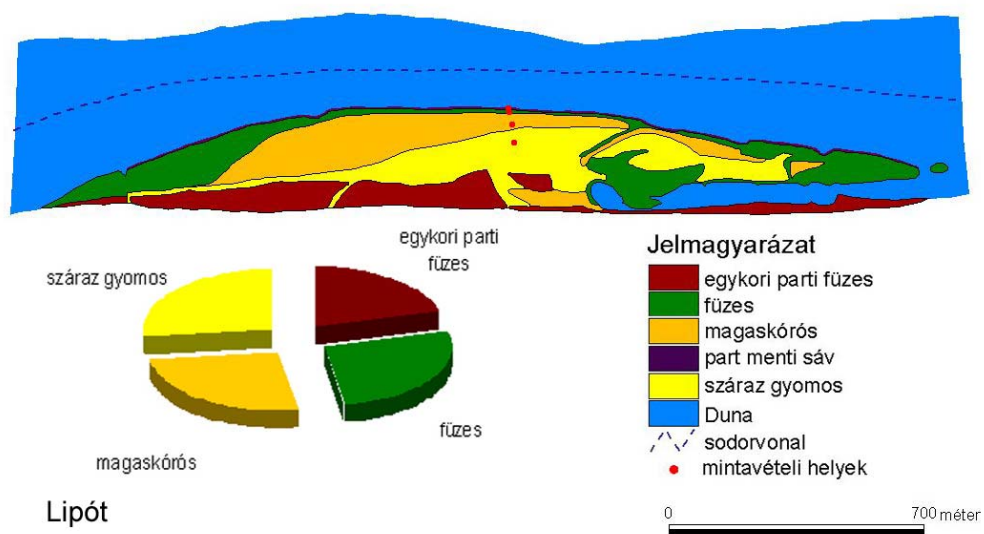 egykori parti
füzes
száraz gyomos
magaskórós
füzes
Lipót
Jelmagyarázat
egykori parti füzes
füzes
magaskórós
part menti sáv
száraz gyomos
Duna
sodorvonal
mintavételi helyek
0 700 méter